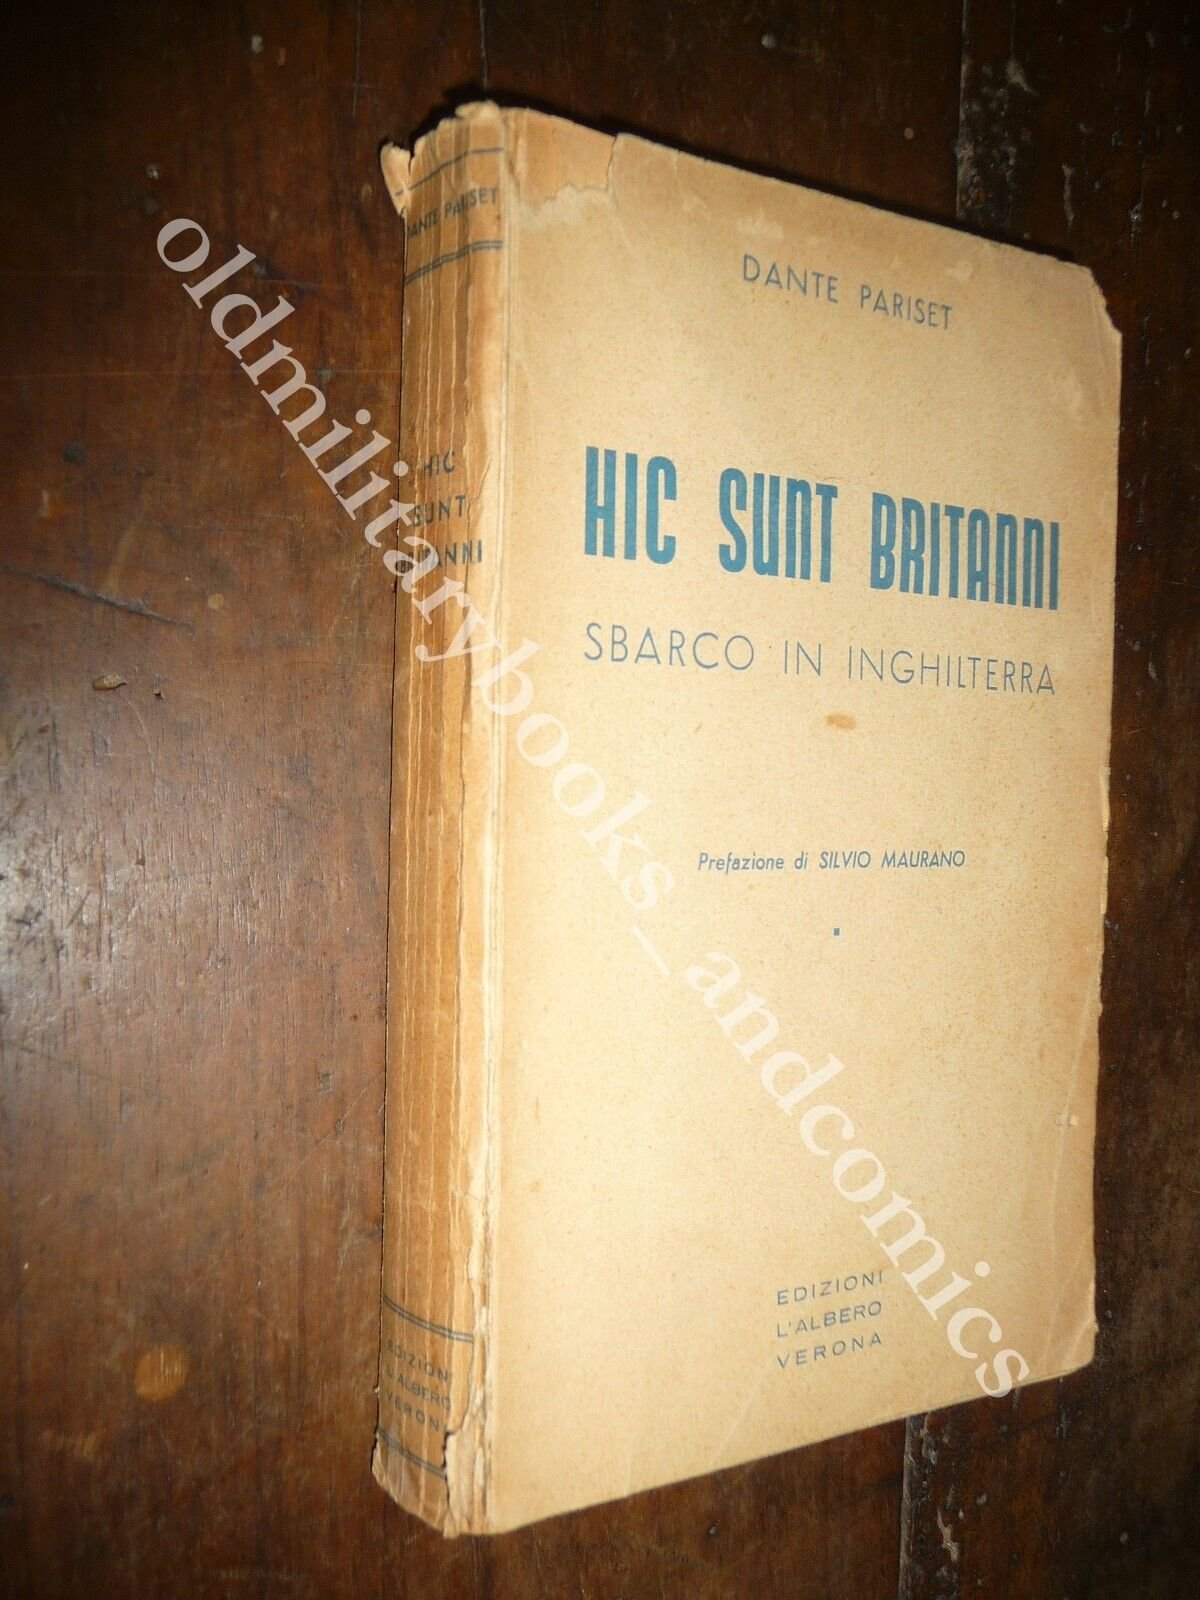 DANTE PARISET
HIC SUNT BRITANNI
SBARCO IN INGHILTERRA
Prefazione di SILVIO MAURANO
EDIZIONI
L'ALBERO
VERONA
DANTE PARISET
HIC
SUNT
EDIZIONI
L'ALBERO
VERONA
oldmilitarybooks_andcomics